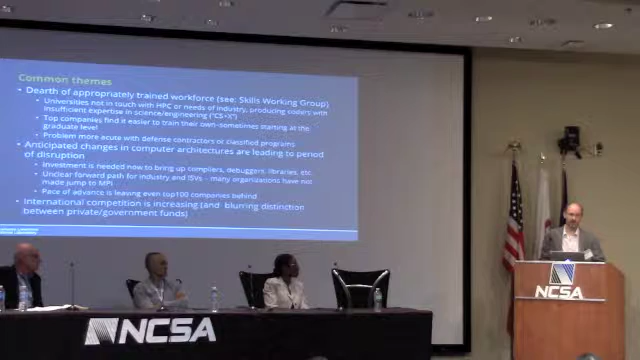 Common themes
• Dearth of appropriately trained workforce (see: Skills Working Group)
• Universities not in touch with HPC or needs of industry, producing coders with
insufficient expertise in science/engineering ("CS+X")
• Top companies find it easier to train their own–sometimes starting at the
graduate level
• Problem more acute with defense contractors or classified programs
• Anticipated changes in computer architectures are leading to period
of disruption
• Investment is needed now to bring up compilers, debuggers, libraries, etc.
• Unclear forward path for industry and ISVs – many organizations have not
made jump to MPI
• Pace of advance is leaving even top100 companies behind
• International competition is increasing (and blurring distinction
between private/government funds)
NCSA
NCSA